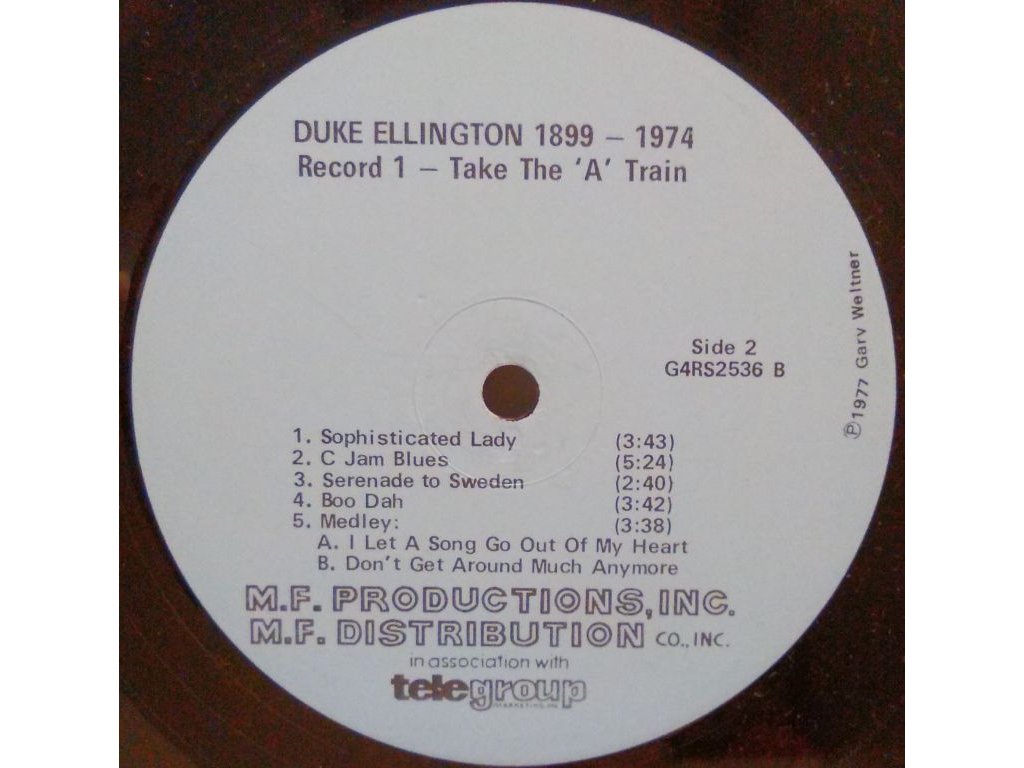 DUKE ELLINGTON 1899 – 1974
Record 1 – Take The 'A' Train
Side 2
G4RS2536 B
℗1977 Gary Weltner
1. Sophisticated Lady (3:43)
2. C Jam Blues (5:24)
3. Serenade to Sweden (2:40)
4. Boo Dah (3:42)
5. Medley: (3:38)
A. I Let A Song Go Out Of My Heart
B. Don't Get Around Much Anymore
M.F. PRODUCTIONS, INC.
M.F. DISTRIBUTION CO., INC.
in association with
telegroup
MARKETING, INC.